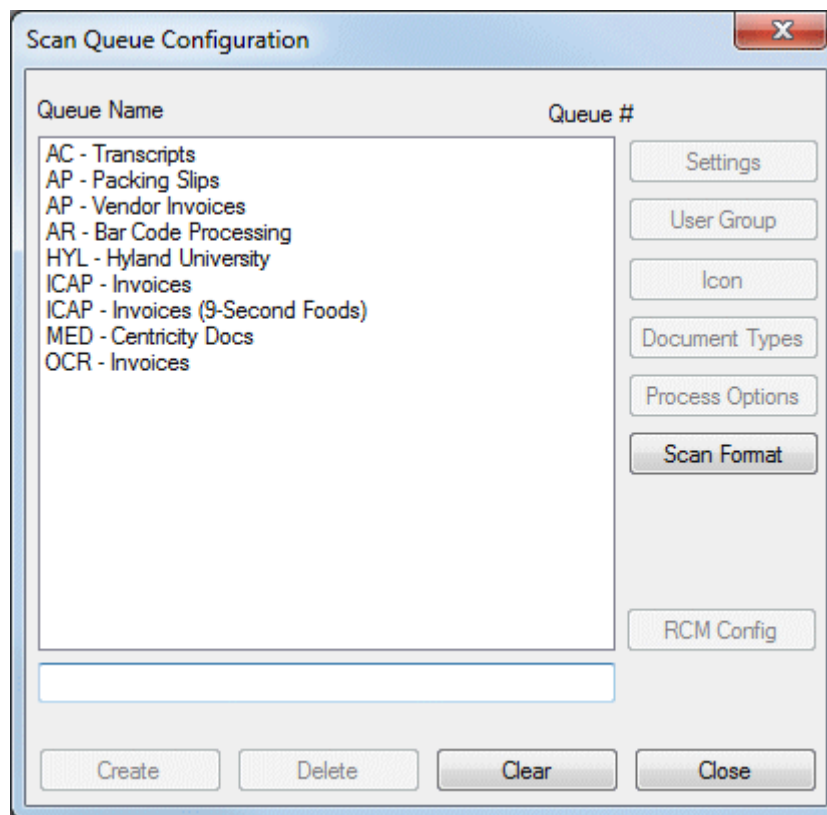 Scan Queue Configuration
Queue Name
Queue #
AC - Transcripts
AP - Packing Slips
AP - Vendor Invoices
AR - Bar Code Processing
HYL - Hyland University
ICAP - Invoices
ICAP - Invoices (9-Second Foods)
MED - Centricity Docs
OCR - Invoices
Settings
User Group
Icon
Document Types
Process Options
Scan Format
RCM Config
Create
Delete
Clear
Close